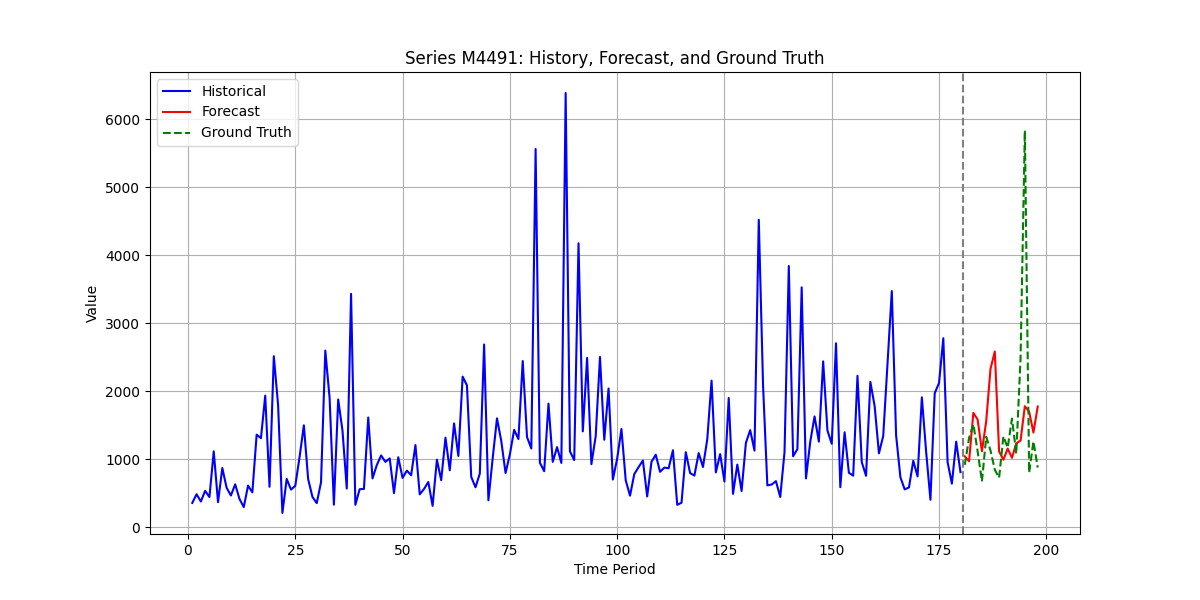 Series M4491: History, Forecast, and Ground Truth
Historical
Forecast
Ground Truth
6000
5000
4000
3000
2000
1000
0
Value
0 25 50 75 100 125 150 175 200
Time Period